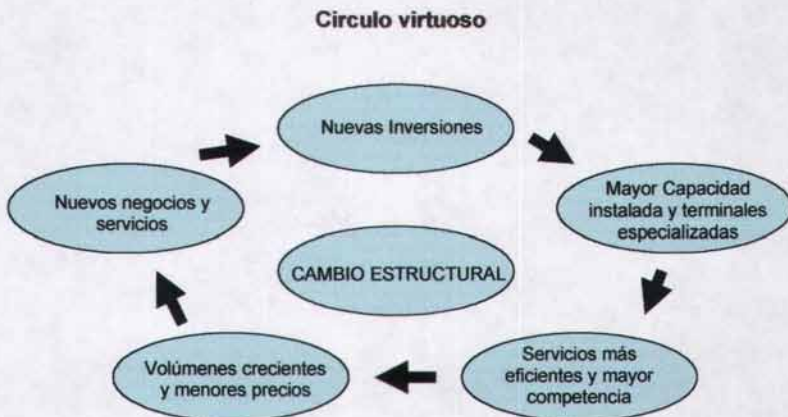 Circulo virtuoso
Nuevas Inversiones
Mayor Capacidad
instalada y terminales
especializadas
Nuevos negocios y
servicios
CAMBIO ESTRUCTURAL
Volúmenes crecientes
y menores precios
Servicios más
eficientes y mayor
competencia